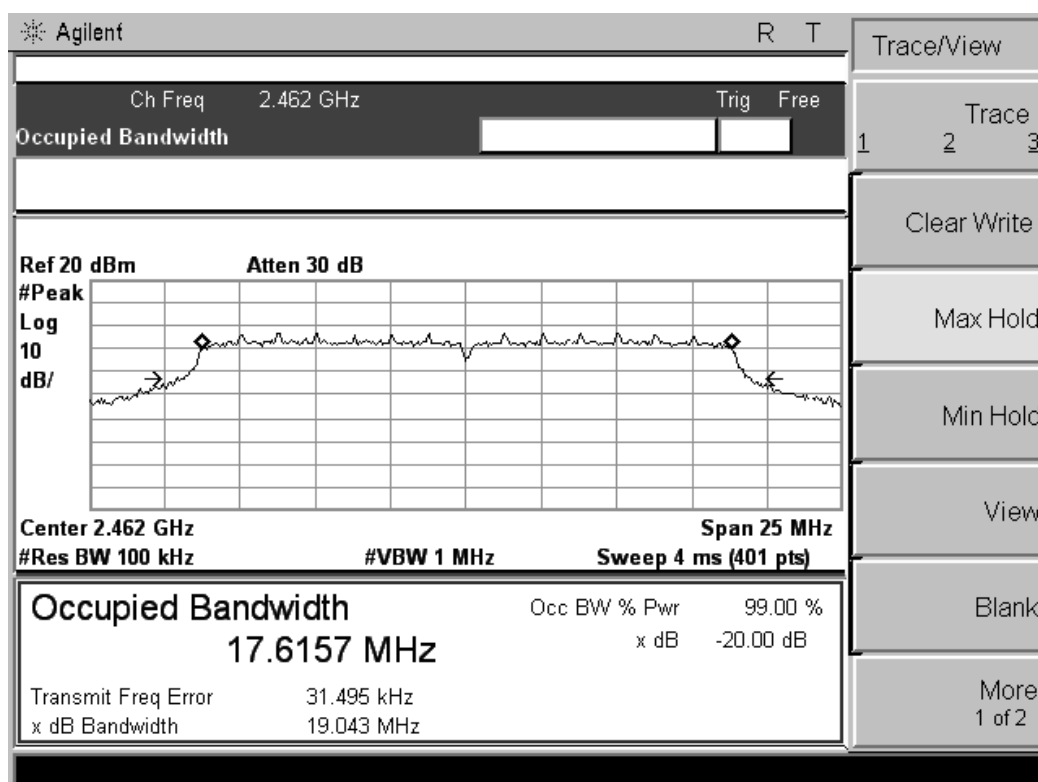 Agilent R T
Trace/View
Ch Freq 2.462 GHz Trig Free
Occupied Bandwidth
Trace
1 2 3
Clear Write
Ref 20 dBm Atten 30 dB
#Peak
Log
10
dB/
Max Hold
Min Hold
View
Center 2.462 GHz Span 25 MHz
#Res BW 100 kHz #VBW 1 MHz Sweep 4 ms (401 pts)
Occupied Bandwidth
17.6157 MHz
Occ BW % Pwr 99.00 %
x dB -20.00 dB
Transmit Freq Error 31.495 kHz
x dB Bandwidth 19.043 MHz
Blank
More
1 of 2